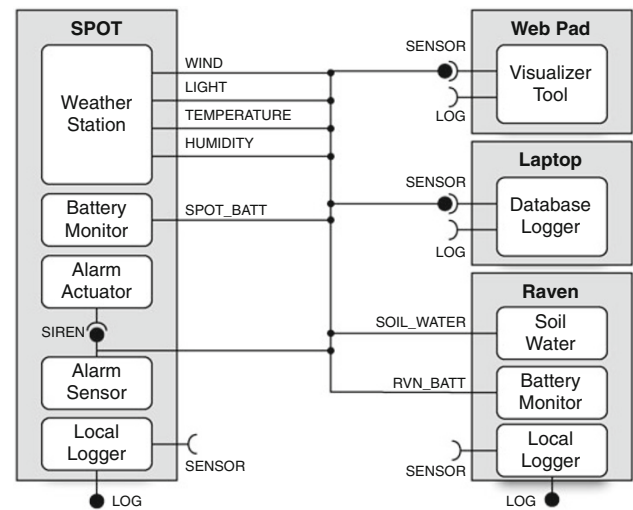 SPOT
Weather
Station
WIND
LIGHT
TEMPERATURE
HUMIDITY
Battery
Monitor
SPOT_BATT
Alarm
Actuator
SIREN
Alarm
Sensor
Local
Logger
SENSOR
LOG
Web Pad
SENSOR
Visualizer
Tool
LOG
Laptop
SENSOR
Database
Logger
LOG
Raven
SOIL_WATER
Soil
Water
RVN_BATT
Battery
Monitor
Local
Logger
SENSOR
LOG